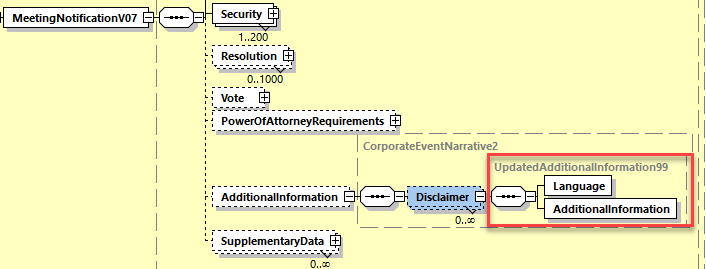 MeetingNotificationV07
Security
1..200
Resolution
0..1000
Vote
PowerOfAttorneyRequirements
CorporateEventNarrative2
UpdatedAdditionalInformation99
Language
AdditionalInformation
Disclaimer
AdditionalInformation
0..∞
SupplementaryData
0..∞